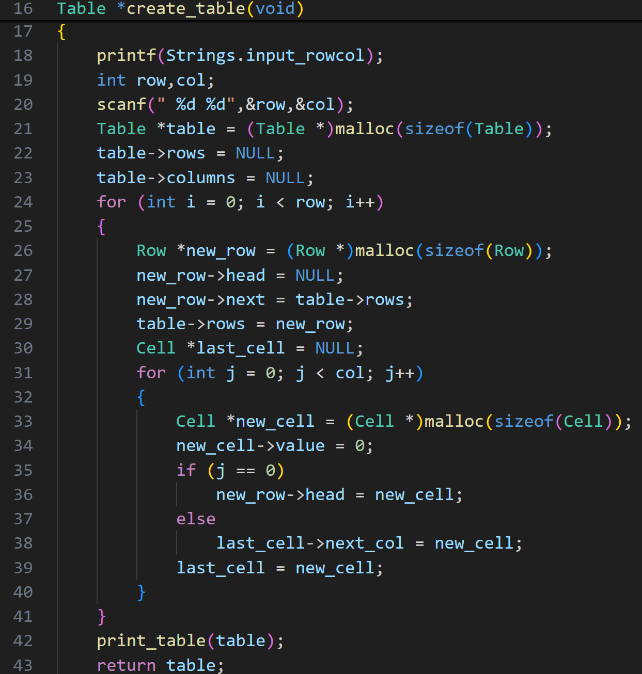 16 Table *create_table(void)
17 {
18     printf(Strings.input_rowcol);
19     int row,col;
20     scanf(" %d %d",&row,&col);
21     Table *table = (Table *)malloc(sizeof(Table));
22     table->rows = NULL;
23     table->columns = NULL;
24     for (int i = 0; i < row; i++)
25     {
26         Row *new_row = (Row *)malloc(sizeof(Row));
27         new_row->head = NULL;
28         new_row->next = table->rows;
29         table->rows = new_row;
30         Cell *last_cell = NULL;
31         for (int j = 0; j < col; j++)
32         {
33             Cell *new_cell = (Cell *)malloc(sizeof(Cell));
34             new_cell->value = 0;
35             if (j == 0)
36                 new_row->head = new_cell;
37             else
38                 last_cell->next_col = new_cell;
39             last_cell = new_cell;
40         }
41     }
42     print_table(table);
43     return table;